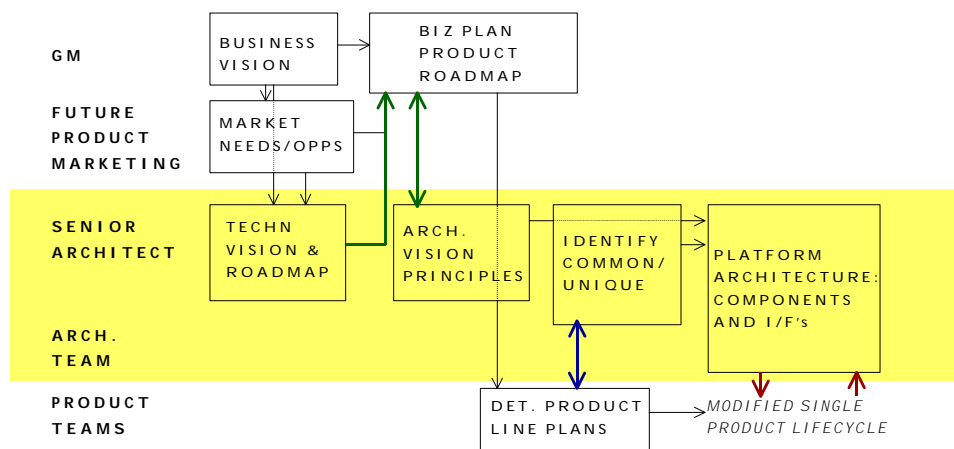 GM
BUSINESS
VISION
BIZ PLAN
PRODUCT
ROADMAP
FUTURE
PRODUCT
MARKETING
MARKET
NEEDS/OPPS
SENIOR
ARCHITECT
TECHN
VISION &
ROADMAP
ARCH.
VISION
PRINCIPLES
IDENTIFY
COMMON/
UNIQUE
PLATFORM
ARCHITECTURE:
COMPONENTS
AND I/F's
ARCH.
TEAM
PRODUCT
TEAMS
DET. PRODUCT
LINE PLANS
MODIFIED SINGLE
PRODUCT LIFECYCLE